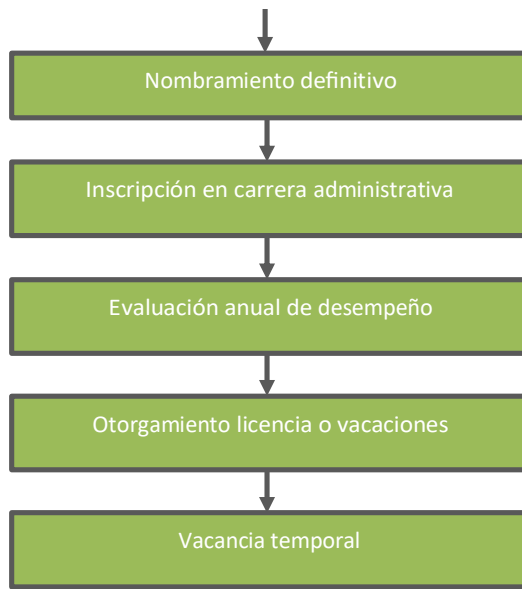 Nombramiento definitivo
Inscripción en carrera administrativa
Evaluación anual de desempeño
Otorgamiento licencia o vacaciones
Vacancia temporal